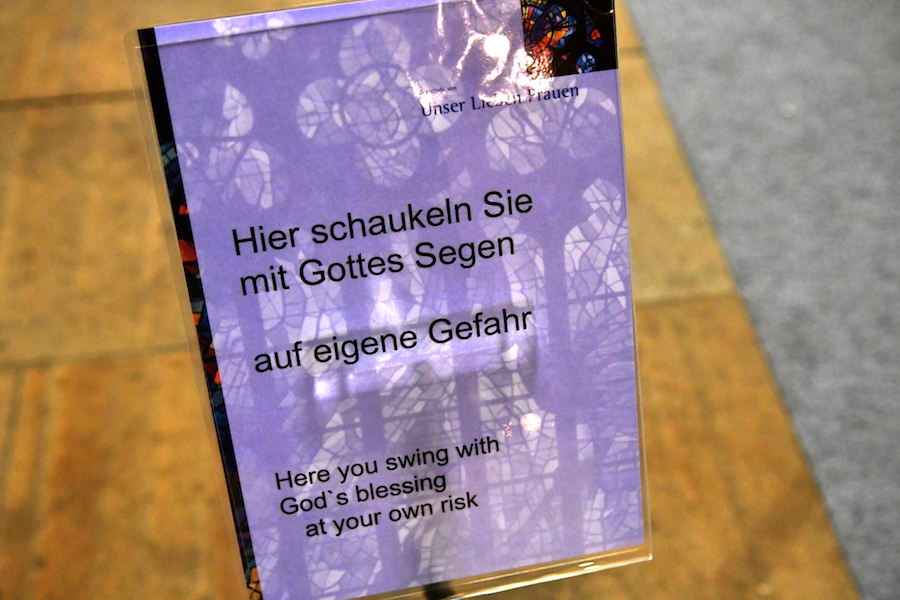 Unser Lieben Frauen
Hier schaukeln Sie
mit Gottes Segen
auf eigene Gefahr
Here you swing with
God`s blessing
at your own risk